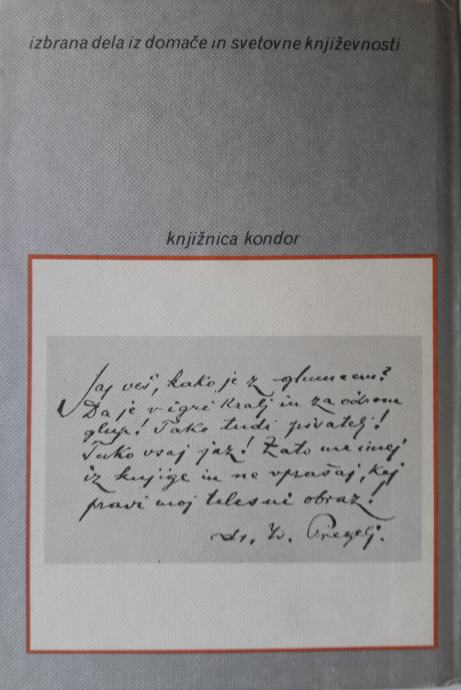 izbrana dela iz domače in svetovne književnosti
knjižnica kondor
Saj veš, kako je z glumcem?
Da je v igri kralj in za odrom
glup! Tako tudi pisatelj!
Tako vsaj jaz! Zato me imej
iz knjige in ne vprašaj, kaj
pravi moj telesni obraz!
dr. Iv. Pregelj.